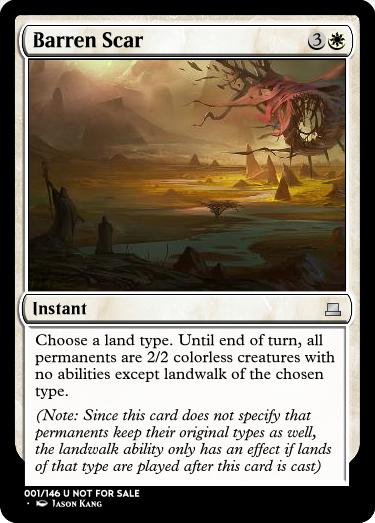 Barren Scar 3
Instant
Choose a land type. Until end of turn, all
permanents are 2/2 colorless creatures with
no abilities except landwalk of the chosen
type.
(Note: Since this card does not specify that
permanents keep their original types as well,
the landwalk ability only has an effect if lands
of that type are played after this card is cast)
001/146 U NOT FOR SALE
· Jason Kang